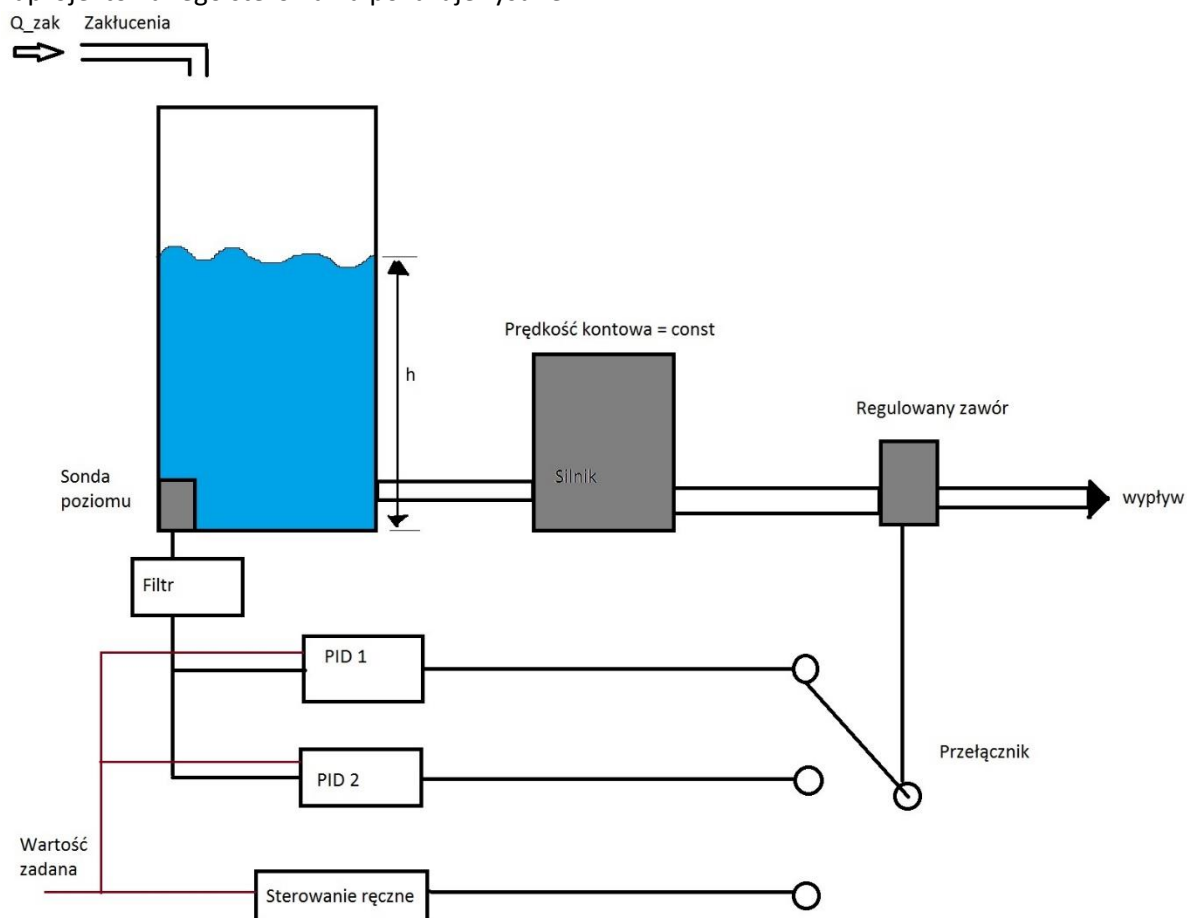 Q_zak Zakłucenia
Prędkość kontowa = const
h
Regulowany zawór
Silnik
Sonda
poziomu
wypływ
Filtr
PID 1
Przełącznik
PID 2
Wartość
zadana
Sterowanie ręczne